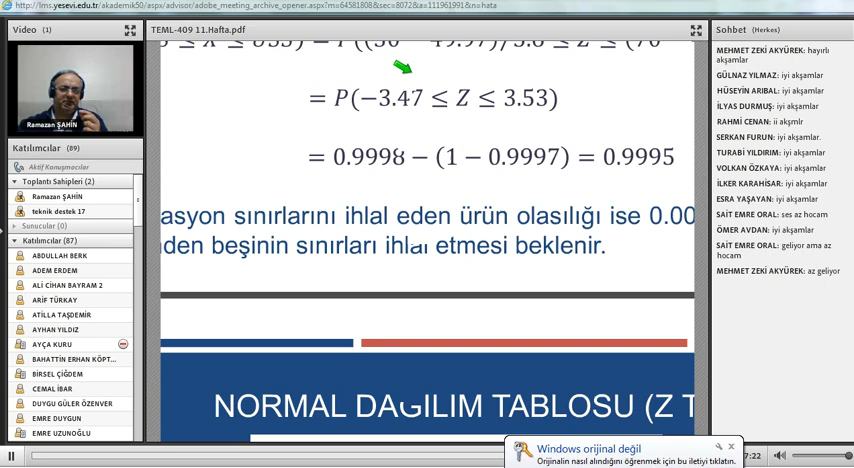 http://lms.yesevi.edu.tr/akademik50/aspx/advisor/adobe_meeting_archive_opener.aspx?m=64581808&sec=8072&a=111961991&n=hata
Video (1)
Ramazan ŞAHİN
Katılımcılar (89)
Aktif Konuşmacılar
Toplantı Sahipleri (2)
Ramazan ŞAHİN
teknik destek 17
Sunucular (0)
Katılımcılar (87)
ABDULLAH BERK
ADEM ERDEM
ALİ CİHAN BAYRAM 2
ARİF TÜRKAY
ATİLLA TAŞDEMİR
AYHAN YILDIZ
AYÇA KURU
BAHATTİN ERHAN KÖPT...
BİRSEL ÇİĞDEM
CEMAL İBAR
DUYGU GÜLER ÖZENVER
EMRE DUYGUN
EMRE UZUNOĞLU
TEML-409 11.Hafta.pdf
= P(−3.47 ≤ Z ≤ 3.53)
= 0.9998 − (1 − 0.9997) = 0.9995
asyon sınırlarını ihlal eden ürün olasılığı ise 0.00
nden beşinin sınırları ihlal etmesi beklenir.
NORMAL DAĞILIM TABLOSU (Z T
Sohbet (Herkes)
MEHMET ZEKİ AKYÜREK: hayırlı
akşamlar
GÜLNAZ YILMAZ: iyi akşamlar
HÜSEYİN ARIBAL: iyi akşamlar
İLYAS DURMUŞ: iyi akşamlar
RAHMİ CENAN: ii akşmlr
SERKAN FURUN: iyi akşamlar.
TURABİ YILDIRIM: iyi akşamlar
VOLKAN ÖZKAYA: iyi akşamlar
İLKER KARAHİSAR: iyi akşamlar
ESRA YAŞAYAN: iyi akşamlar
SAİT EMRE ORAL: ses az hocam
ÖMER AVDAN: iyi akşamlar
SAİT EMRE ORAL: geliyor ama az
hocam
MEHMET ZEKİ AKYÜREK: az geliyor
Windows orijinal değil
Orijinalin nasıl alındığını öğrenmek için bu iletiyi tıklatın.
7:22